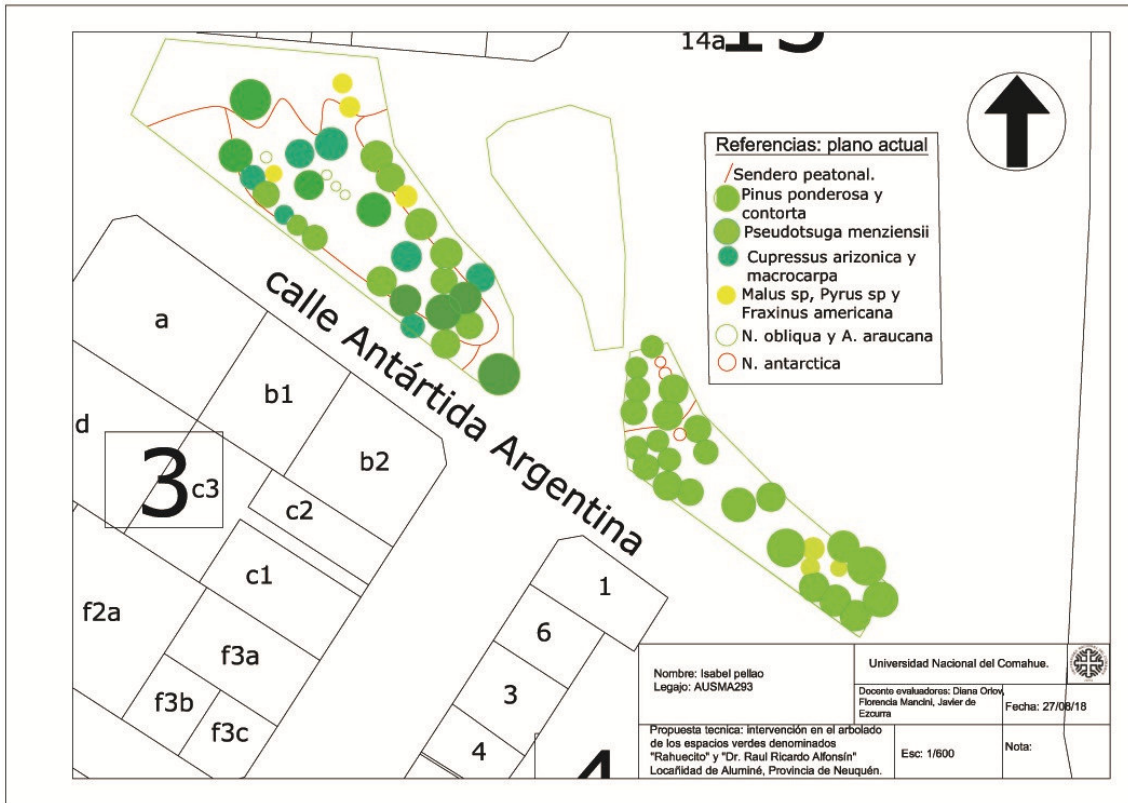 14a
15
Referencias: plano actual
Sendero peatonal.
Pinus ponderosa y
contorta
Pseudotsuga menziensii
Cupressus arizonica y
macrocarpa
Malus sp, Pyrus sp y
Fraxinus americana
N. obliqua y A. araucana
N. antarctica
calle Antártida Argentina
a
b1
b2
d
3
c3
c2
c1
f2a
f3a
f3b
f3c
1
6
3
4
4
Nombre: Isabel pellao
Legajo: AUSMA293
Universidad Nacional del Comahue.
Docente evaluadores: Diana Orlov,
Florencia Mancini, Javier de
Ezcurra
Fecha: 27/08/18
Propuesta tecnica: intervención en el arbolado
de los espacios verdes denominados
"Rahuecito" y "Dr. Raul Ricardo Alfonsín"
Locañidad de Aluminé, Provincia de Neuquén.
Esc: 1/600
Nota: